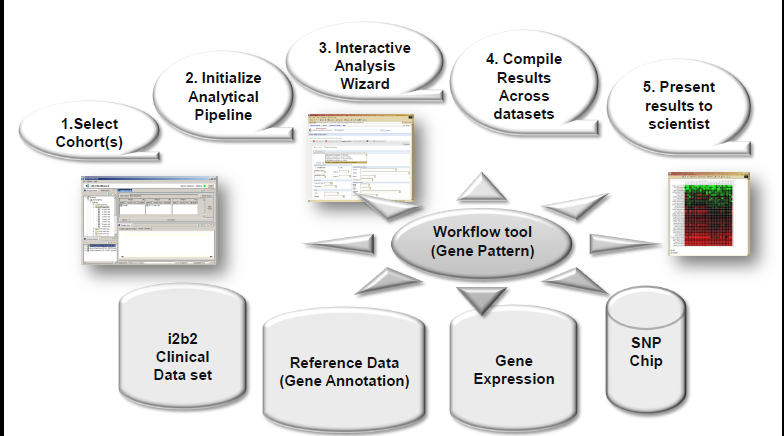 1.Select
Cohort(s)
2. Initialize
Analytical
Pipeline
3. Interactive
Analysis
Wizard
4. Compile
Results
Across
datasets
5. Present
results to
scientist
Workflow tool
(Gene Pattern)
i2b2
Clinical
Data set
Reference Data
(Gene Annotation)
Gene
Expression
SNP
Chip